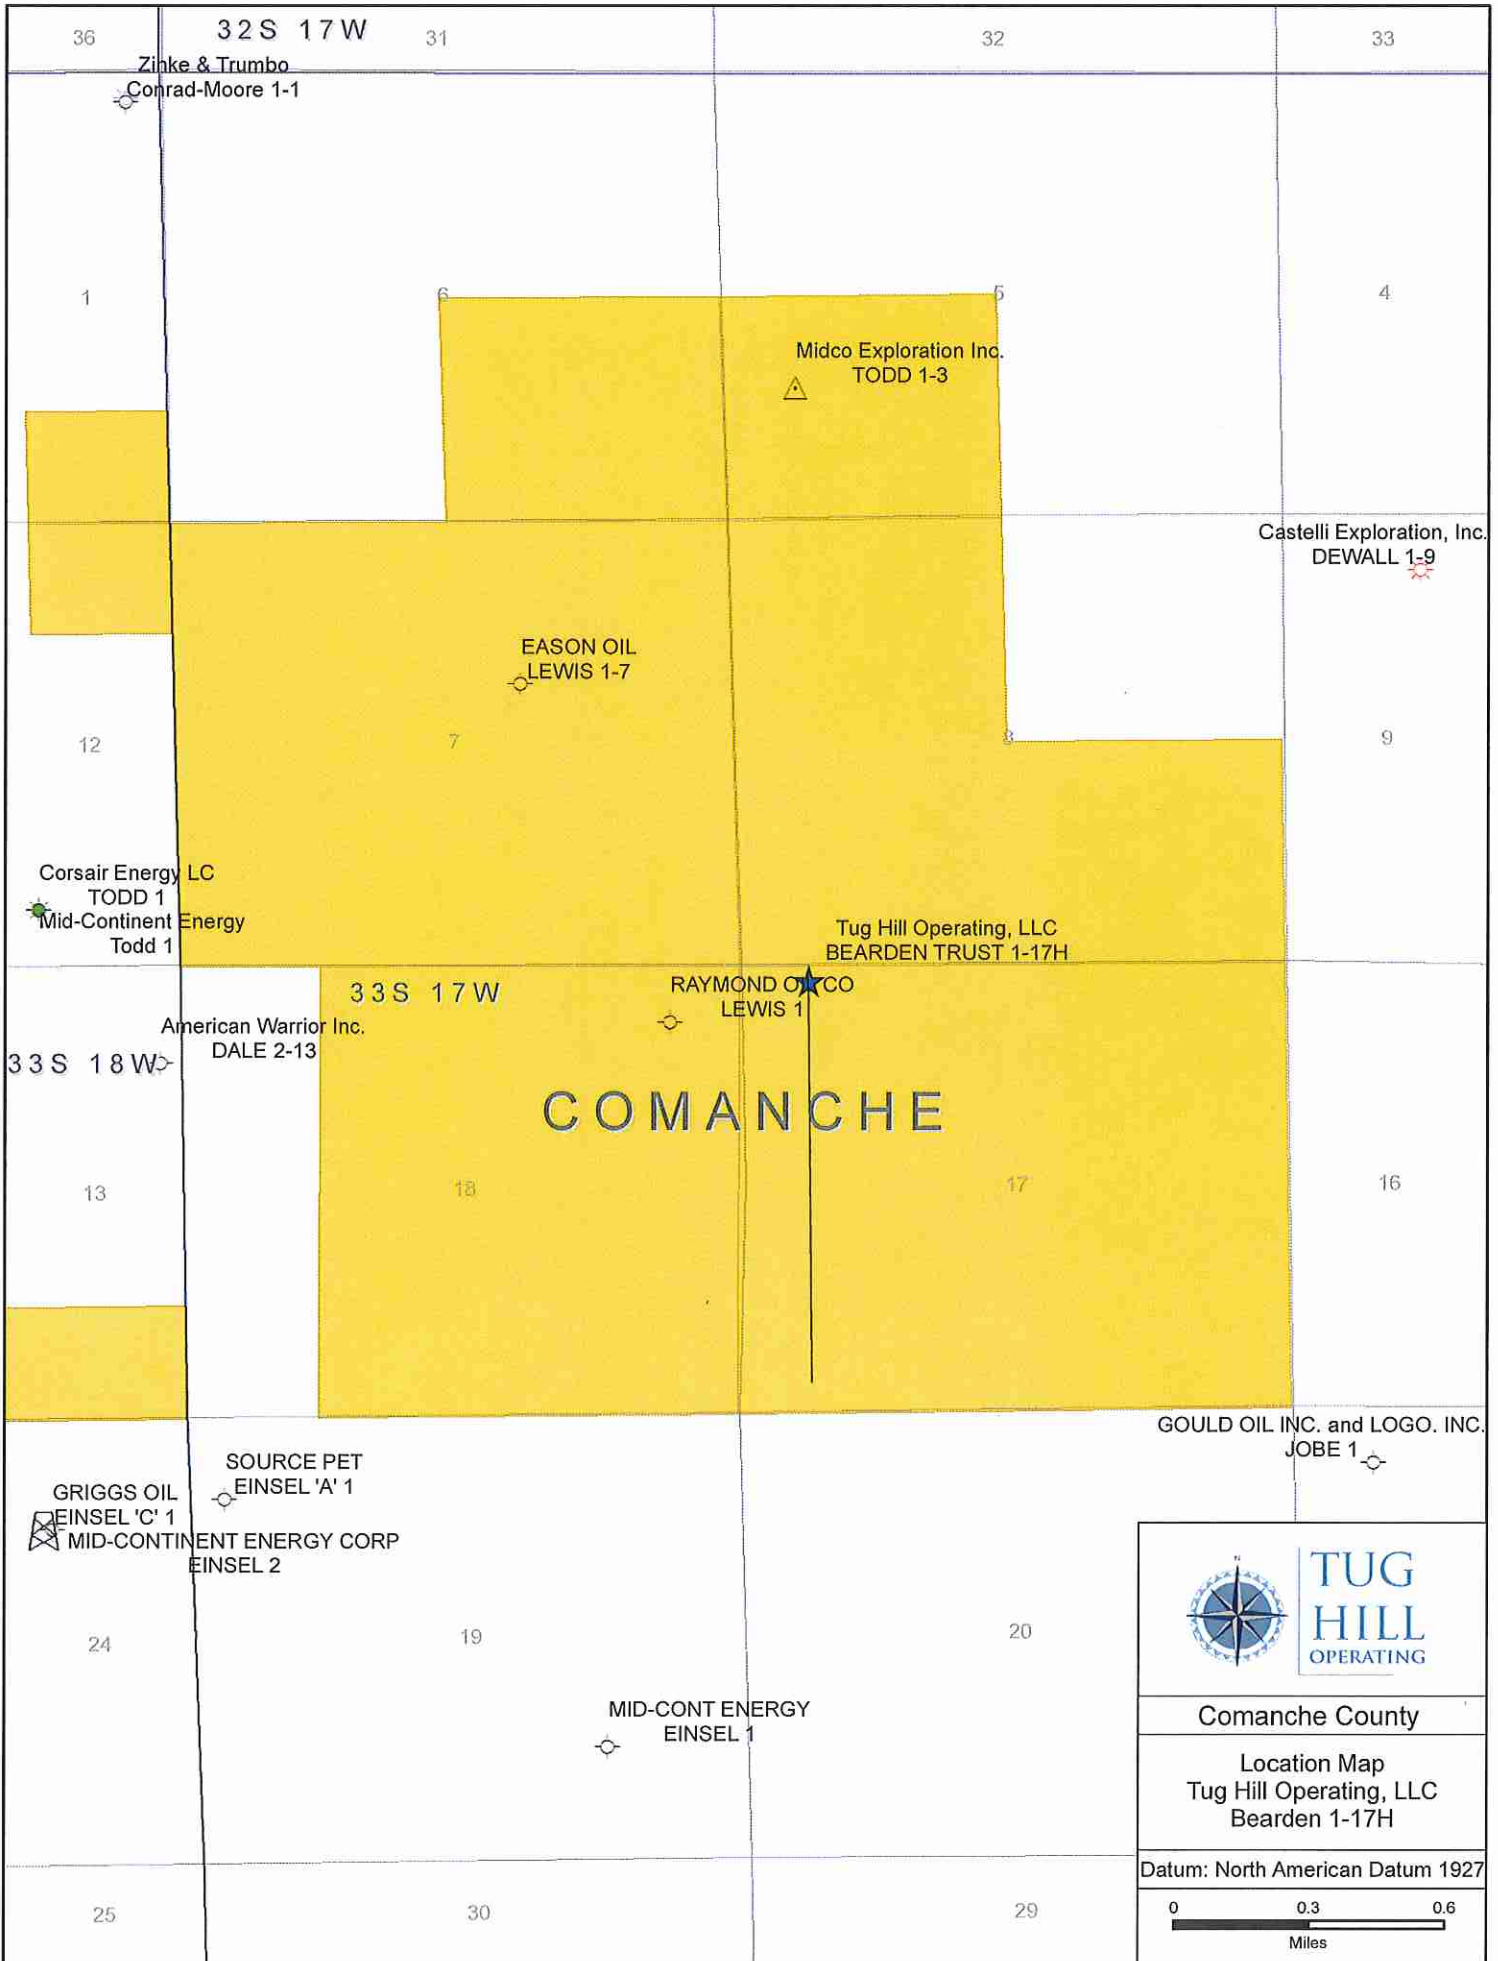 36
32S 17W
31
32
33
Zinke & Trumbo
Conrad-Moore 1-1
1
6
5
4
Midco Exploration Inc.
TODD 1-3
Castelli Exploration, Inc.
DEWALL 1-9
EASON OIL
LEWIS 1-7
12
7
8
9
Corsair Energy LC
TODD 1
Mid-Continent Energy
Todd 1
Tug Hill Operating, LLC
BEARDEN TRUST 1-17H
33S 17W
RAYMOND O CO
LEWIS 1
American Warrior Inc.
DALE 2-13
33S 18W
COMANCHE
13
18
17
16
GOULD OIL INC. and LOGO. INC.
JOBE 1
SOURCE PET
EINSEL 'A' 1
GRIGGS OIL
EINSEL 'C' 1
MID-CONTINENT ENERGY CORP
EINSEL 2
24
19
20
MID-CONT ENERGY
EINSEL 1
25
30
29
N
TUG
HILL
OPERATING
Comanche County
Location Map
Tug Hill Operating, LLC
Bearden 1-17H
Datum: North American Datum 1927
0 0.3 0.6
Miles